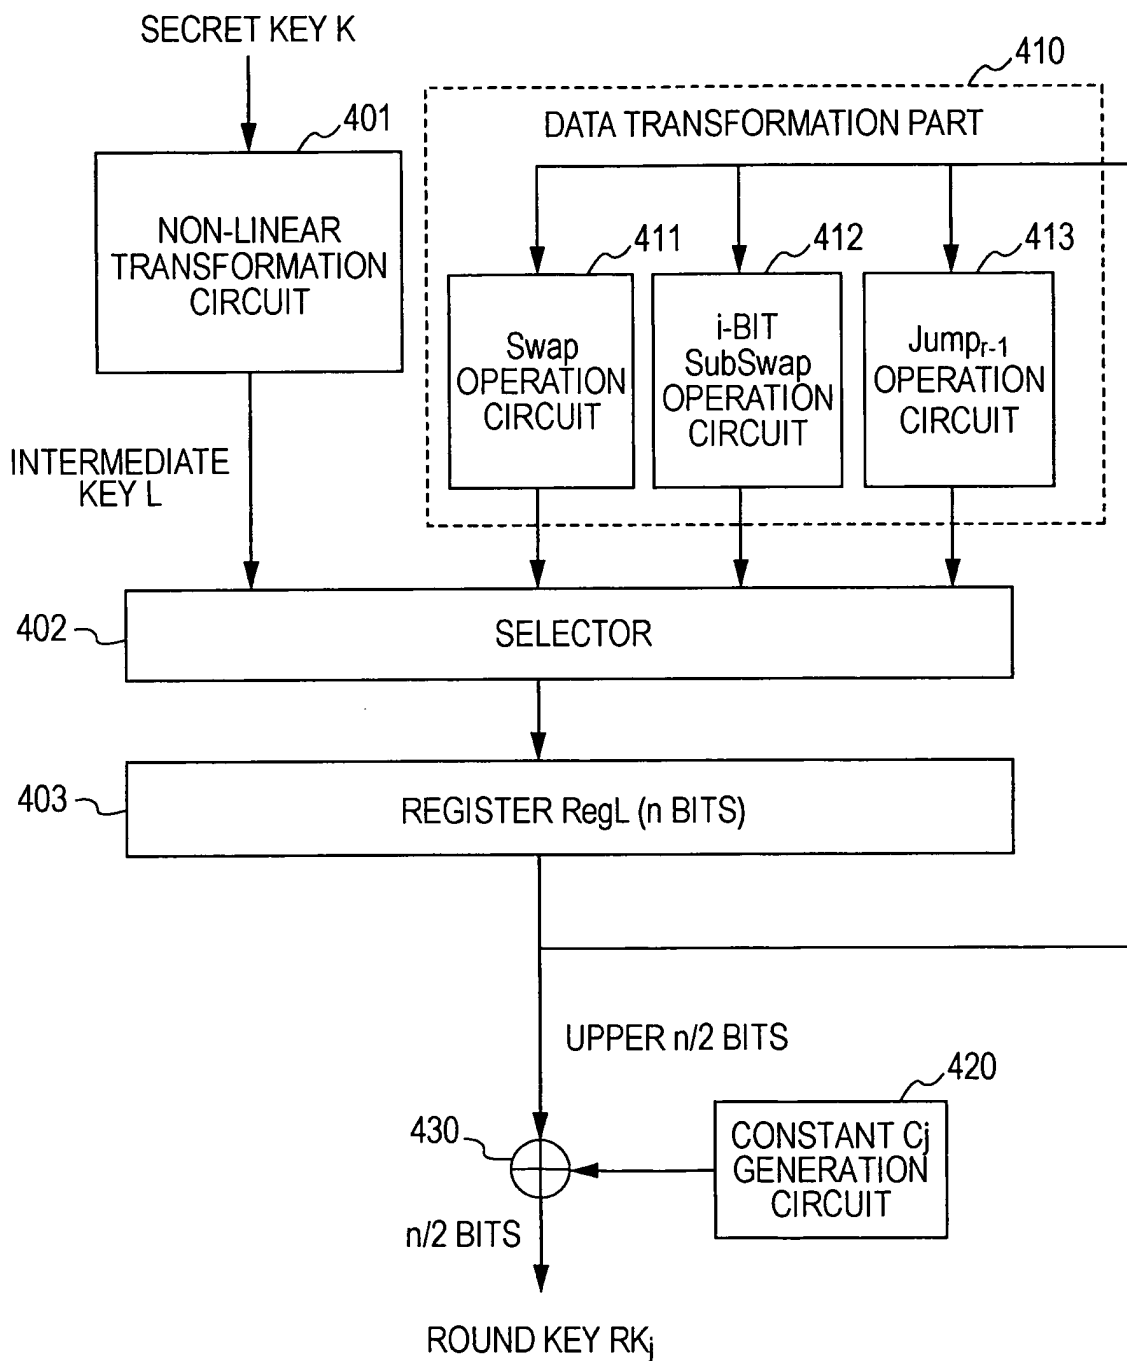 SECRET KEY K
410
401
DATA TRANSFORMATION PART
NON-LINEAR
TRANSFORMATION
CIRCUIT
411
412
413
Swap
OPERATION
CIRCUIT
i-BIT
SubSwap
OPERATION
CIRCUIT
Jumpr-1
OPERATION
CIRCUIT
INTERMEDIATE
KEY L
402
SELECTOR
403
REGISTER RegL (n BITS)
UPPER n/2 BITS
420
430
CONSTANT Cj
GENERATION
CIRCUIT
n/2 BITS
ROUND KEY RKj